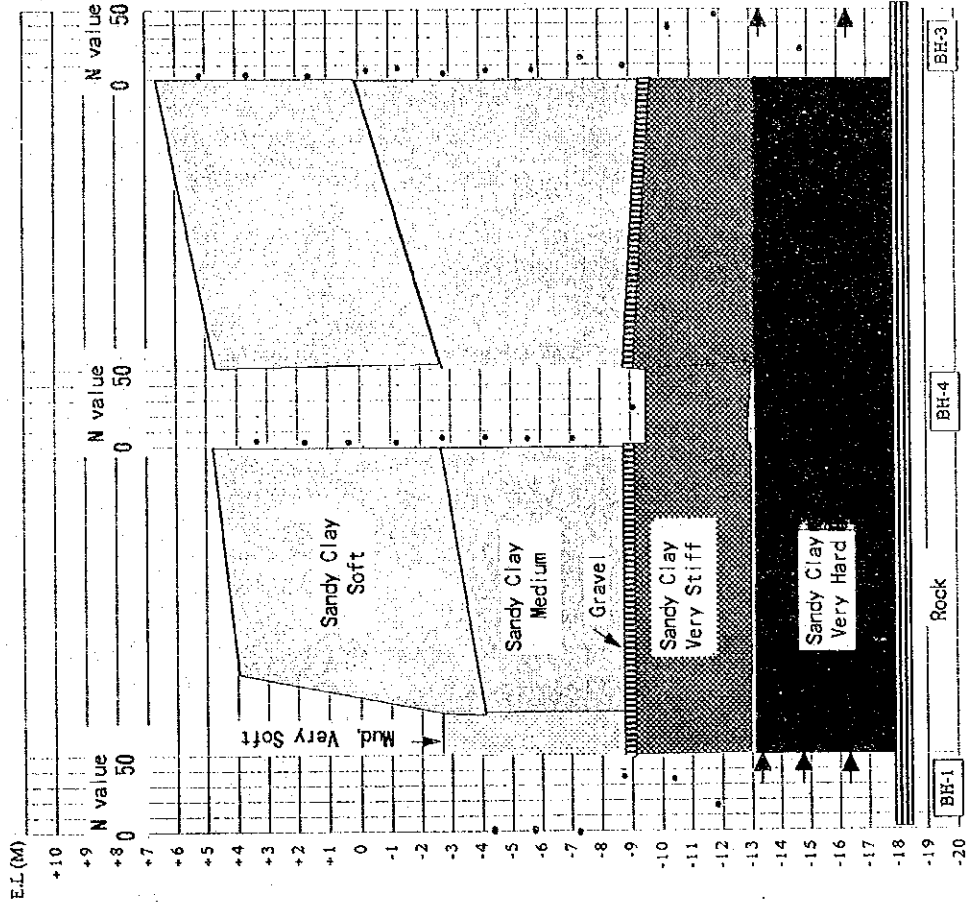 E.L (M)
+10
+9
+8
+7
+6
+5
+4
+3
+2
+1
0
-1
-2
-3
-4
-5
-6
-7
-8
-9
-10
-11
-12
-13
-14
-15
-16
-17
-18
-19
-20
N value
0 50
N value
0 50
N value
0 50
Mud, Very Soft
Sandy Clay
Soft
Sandy Clay
Medium
Gravel
Sandy Clay
Very Stiff
Sandy Clay
Very Hard
Rock
BH-1
BH-4
BH-3